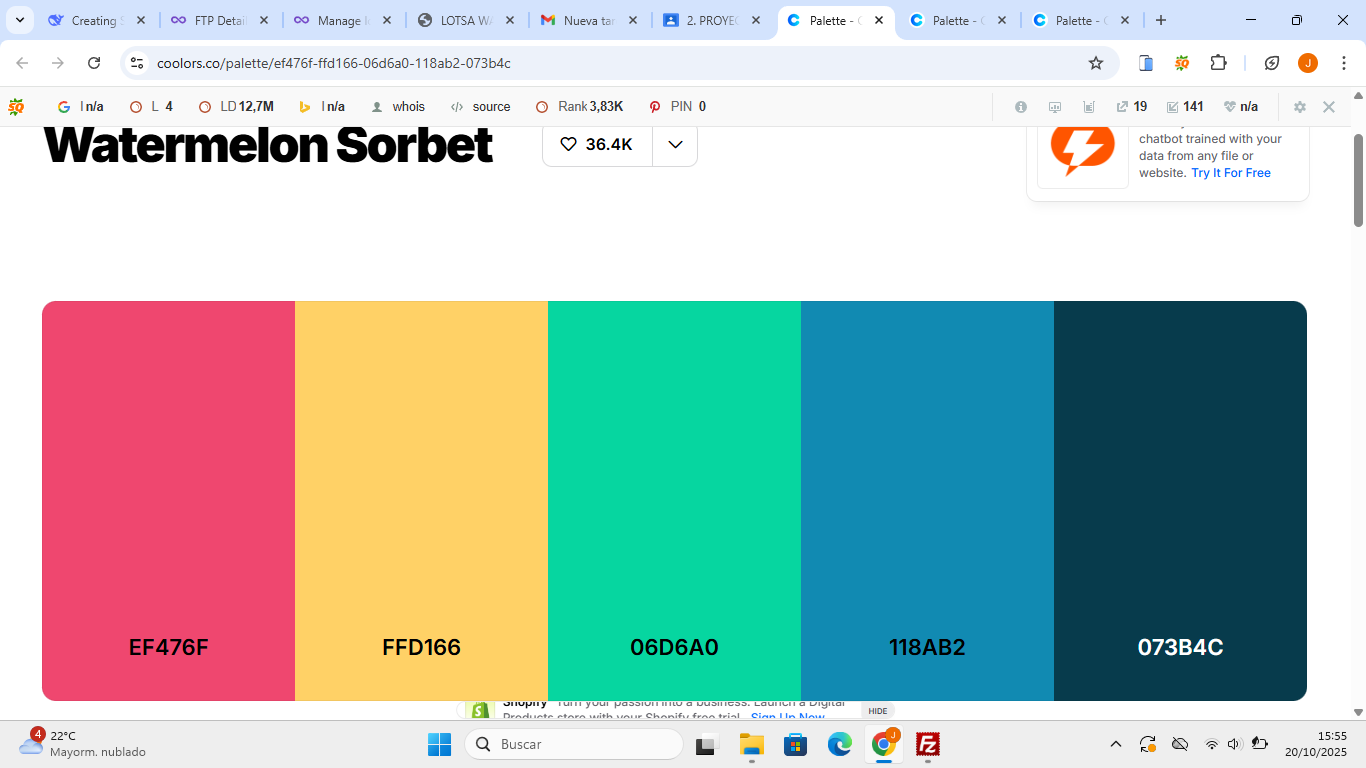 Creating S
FTP Detail
Manage I
LOTSA WA
Nueva tar
2. PROYEC
Palette - C
Palette - C
Palette - C
coolors.co/palette/ef476f-ffd166-06d6a0-118ab2-073b4c
J
SQ
I n/a
L 4
LD 12,7M
I n/a
whois
source
Rank 3,83K
PIN 0
19
141
n/a
Watermelon Sorbet
36.4K
chatbot trained with your
data from any file or
website. Try It For Free
EF476F
FFD166
06D6A0
118AB2
073B4C
Shopify Turn your passion into a business. Launch a Digital
Products store with your Shopify free trial. Sign Up Now
HIDE
4
22°C
Mayorm. nublado
Buscar
J
15:55
20/10/2025